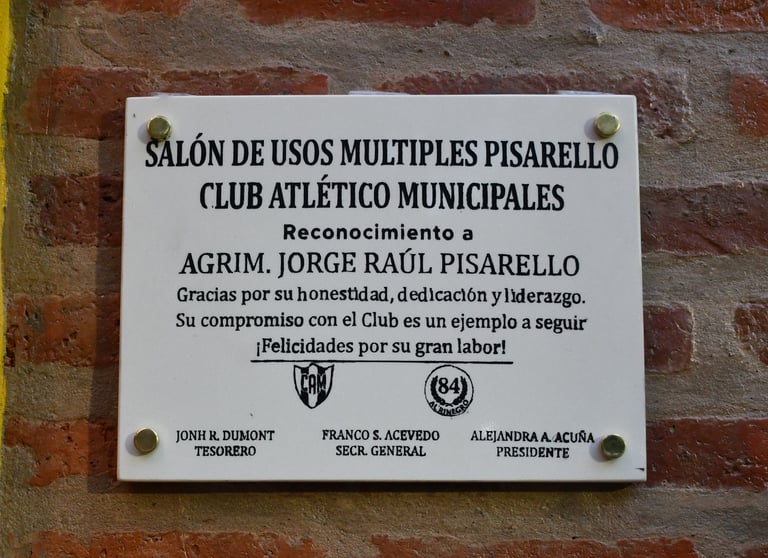 SALÓN DE USOS MULTIPLES PISARELLO
CLUB ATLÉTICO MUNICIPALES
Reconocimiento a
AGRIM. JORGE RAÚL PISARELLO
Gracias por su honestidad, dedicación y liderazgo.
Su compromiso con el Club es un ejemplo a seguir
¡Felicidades por su gran labor!
CAM
84
ALBINEGRO
JONH R. DUMONT
TESORERO
FRANCO S. ACEVEDO
SECR. GENERAL
ALEJANDRA A. ACUÑA
PRESIDENTE